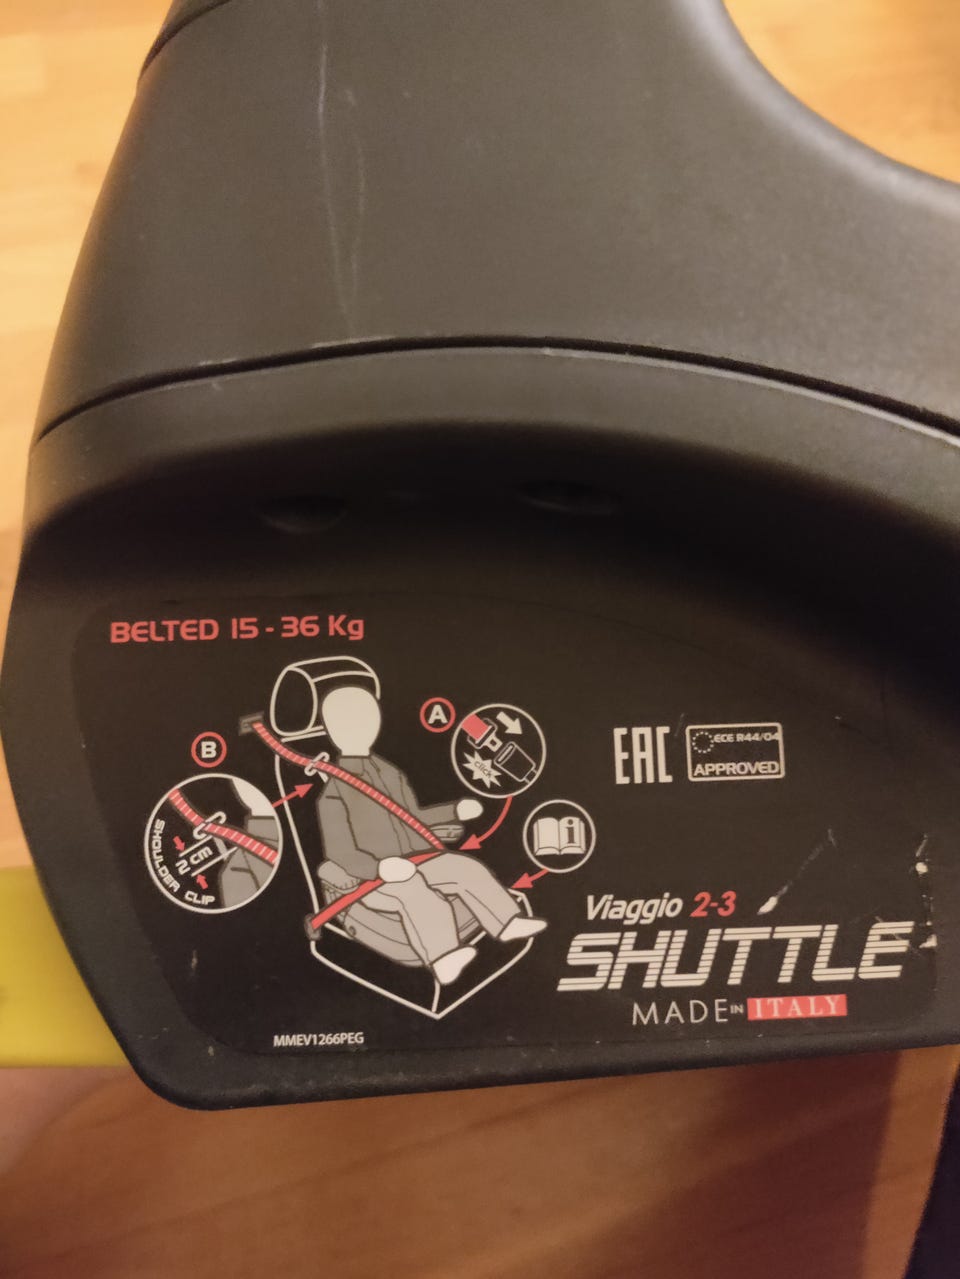 BELTED 15 - 36 Kg
A
B
click
SHOULDER CLIP
2 cm
i
EAC
ECE R44/04
APPROVED
Viaggio 2-3
SHUTTLE
MADE IN ITALY
MMEV1266PEG